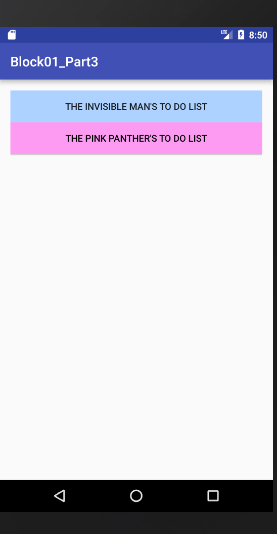 8:50
Block01_Part3
THE INVISIBLE MAN'S TO DO LIST
THE PINK PANTHER'S TO DO LIST